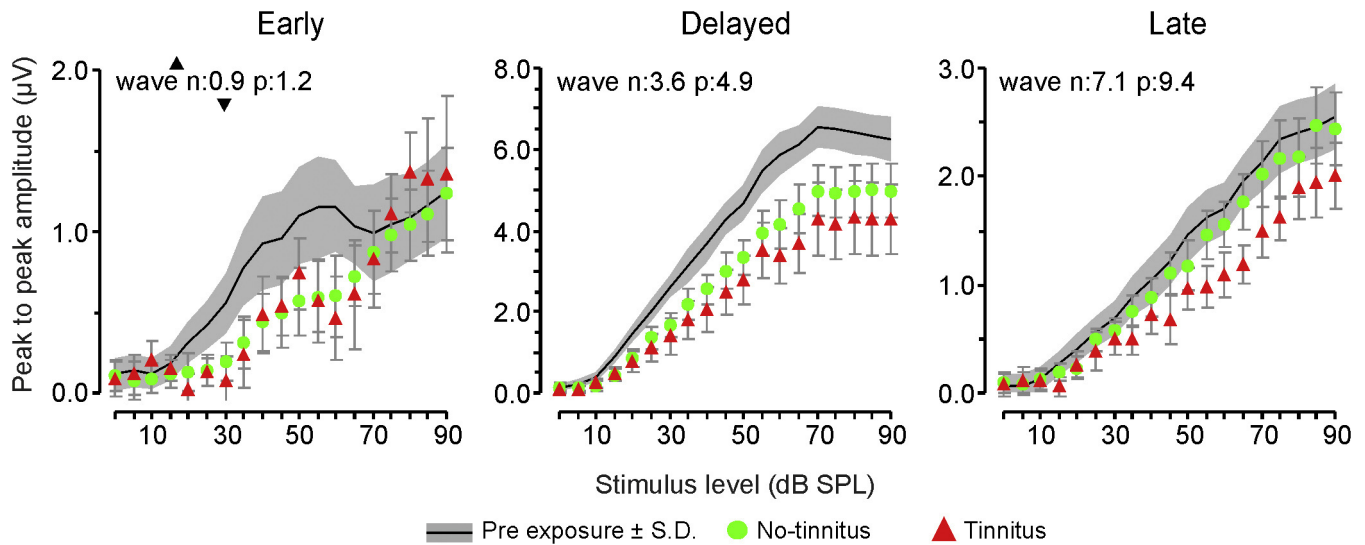 Early
Delayed
Late
wave n:0.9 p:1.2
wave n:3.6 p:4.9
wave n:7.1 p:9.4
Peak to peak amplitude (µV)
2.0
1.0
0.0
8.0
6.0
4.0
2.0
0.0
3.0
2.0
1.0
0.0
10 30 50 70 90
10 30 50 70 90
10 30 50 70 90
Stimulus level (dB SPL)
Pre exposure ± S.D. No-tinnitus Tinnitus